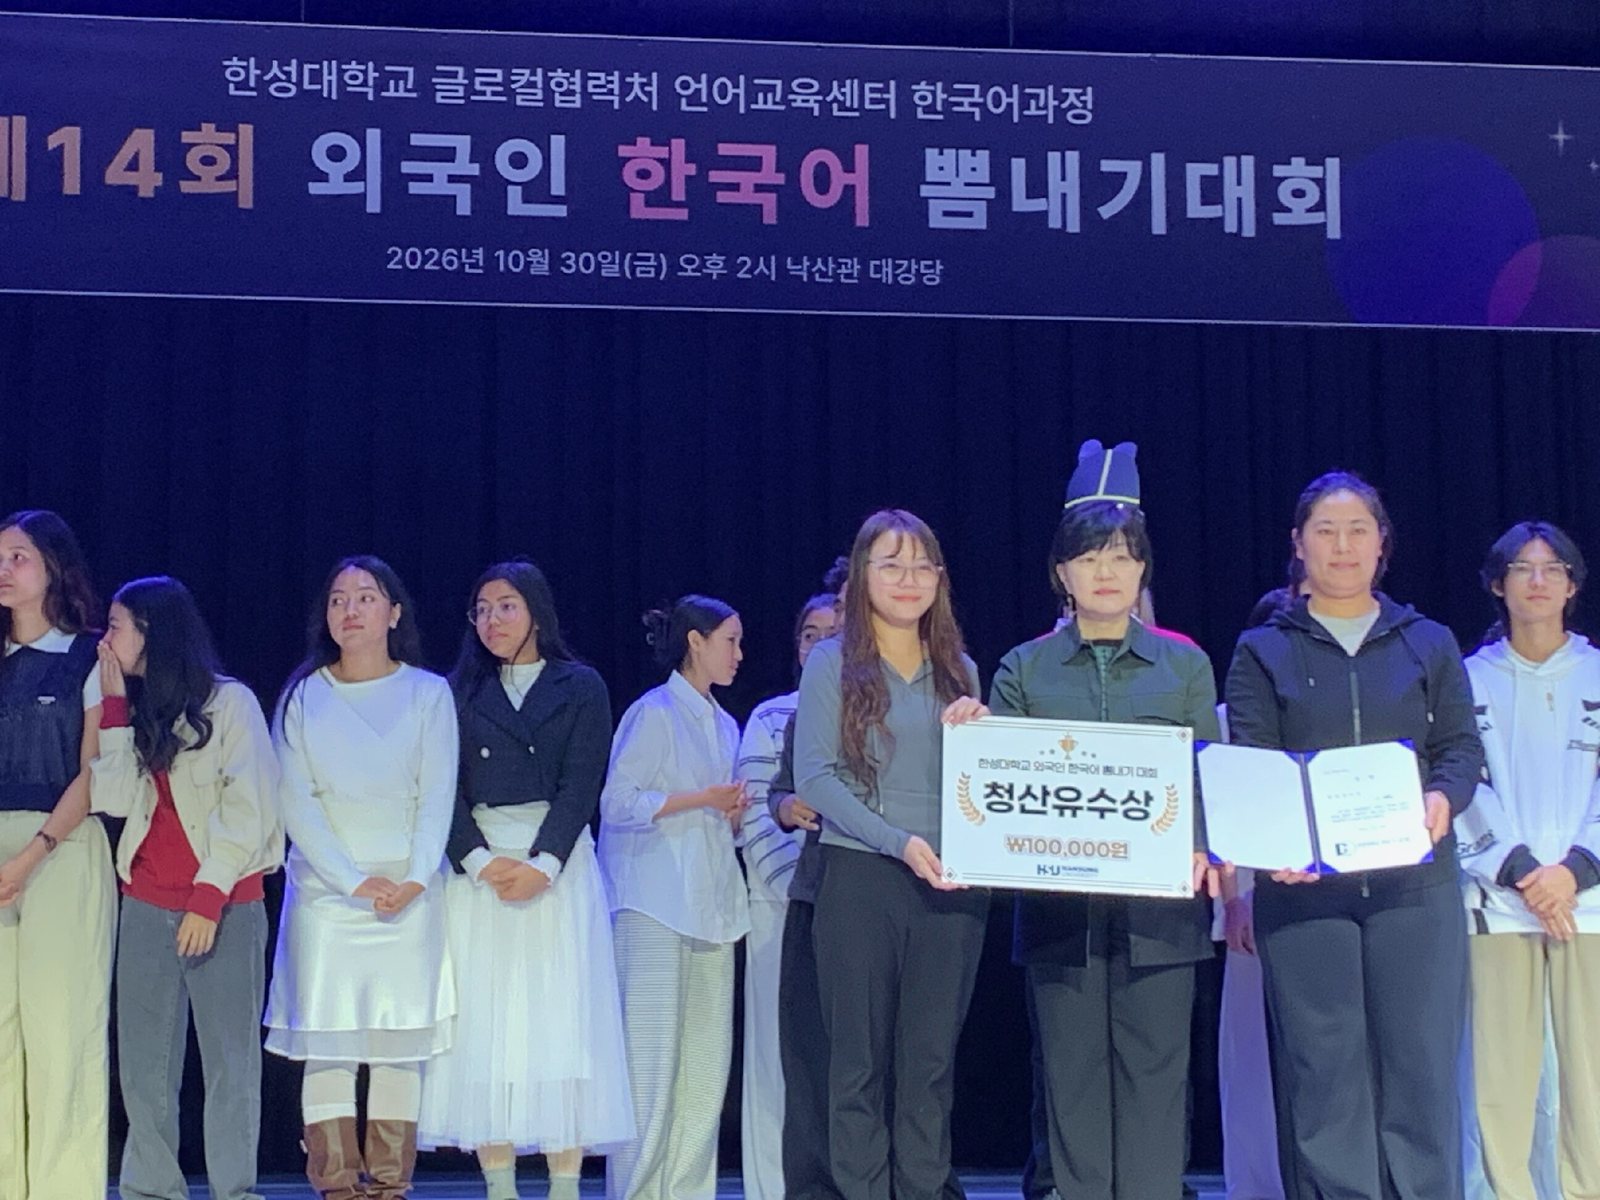 한성대학교 글로컬협력처 언어교육센터 한국어과정
제14회 외국인 한국어 뽐내기대회
2026년 10월 30일(금) 오후 2시 낙산관 대강당
한성대학교 외국인 한국어 뽐내기 대회
청산유수상
₩100,000원
HSU HANSUNG UNIVERSITY